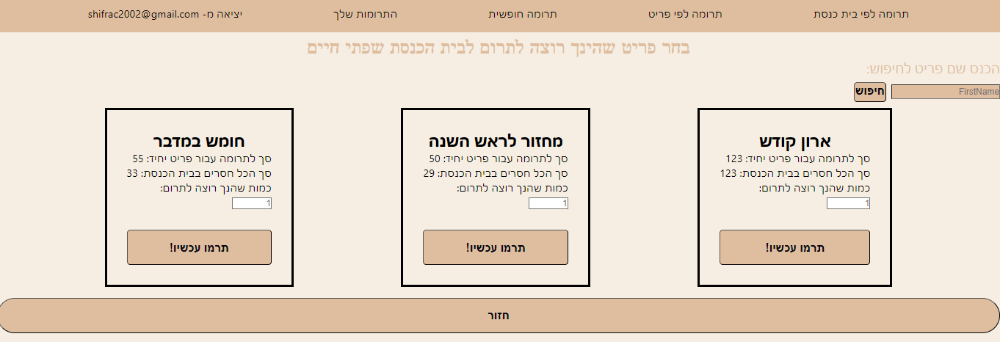 תרומה לפי בית כנסת
תרומה לפי פריט
תרומה חופשית
התרומות שלך
יציאה מ- shifrac2002@gmail.com
בחר פריט שהינך רוצה לתרום לבית הכנסת שפתי חיים
הכנס שם פריט לחיפוש:
FirstName
חיפוש
ארון קודש
סך לתרומה עבור פריט יחיד: 123
סך הכל חסרים בבית הכנסת: 123
כמות שהנך רוצה לתרום:
1
תרמו עכשיו!
מחזור לראש השנה
סך לתרומה עבור פריט יחיד: 50
סך הכל חסרים בבית הכנסת: 29
כמות שהנך רוצה לתרום:
1
תרמו עכשיו!
חומש במדבר
סך לתרומה עבור פריט יחיד: 55
סך הכל חסרים בבית הכנסת: 33
כמות שהנך רוצה לתרום:
1
תרמו עכשיו!
חזור